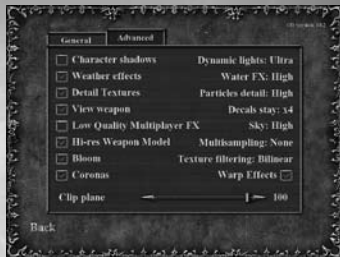 General Advanced
Character shadows Dynamic lights: Ultra
Weather effects Water FX: High
Detail Textures Particles detail: High
View weapon Decals stay: x4
Low Quality Multiplayer FX Sky: High
Hi-res Weapon Model Multisampling: None
Bloom Texture filtering: Bilinear
Coronas Warp Effects
Clip plane 100
Back